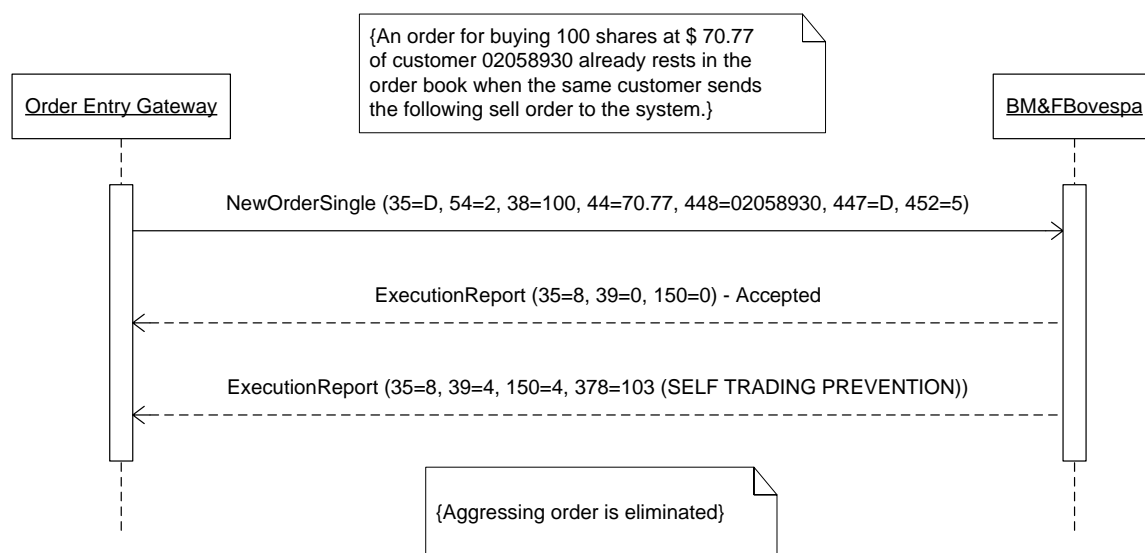 {An order for buying 100 shares at $ 70.77
of customer 02058930 already rests in the
order book when the same customer sends
the following sell order to the system.}
Order Entry Gateway
BM&FBovespa
NewOrderSingle (35=D, 54=2, 38=100, 44=70.77, 448=02058930, 447=D, 452=5)
ExecutionReport (35=8, 39=0, 150=0) - Accepted
ExecutionReport (35=8, 39=4, 150=4, 378=103 (SELF TRADING PREVENTION))
{Aggressing order is eliminated}